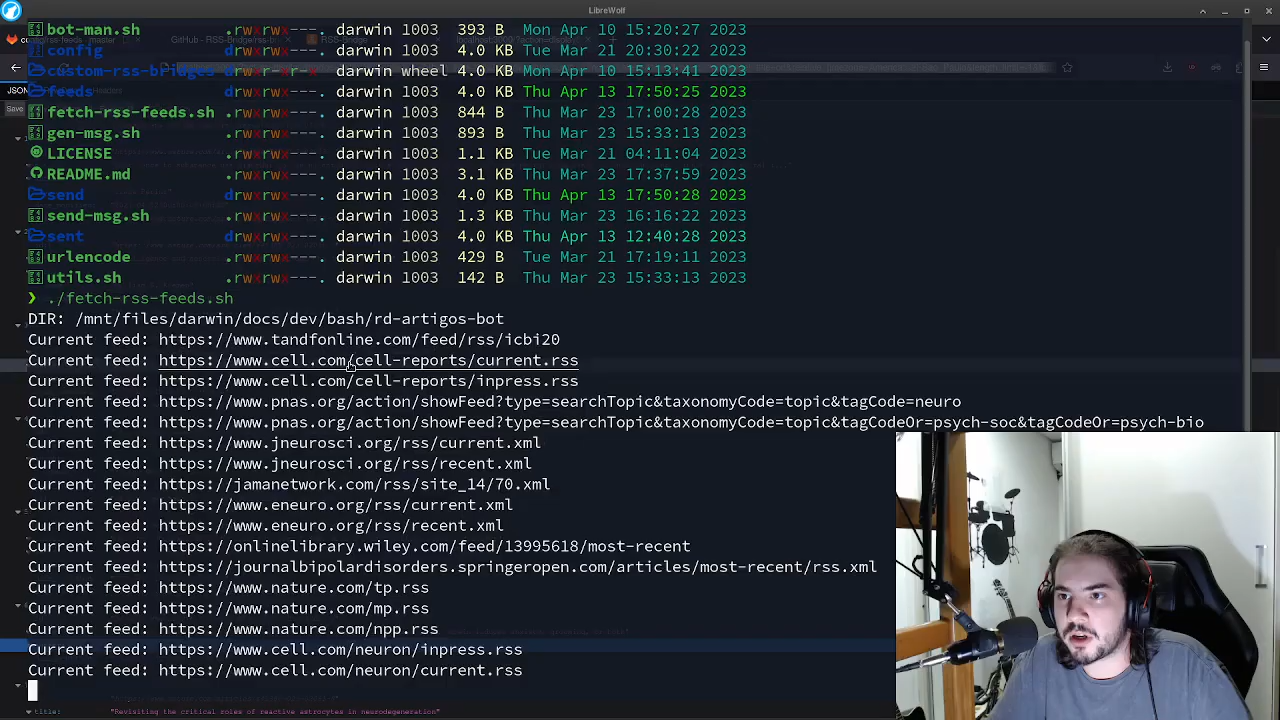 LibreWolf
bot-man.sh .rwxrwx---. darwin 1003 393 B Mon Apr 10 15:20:27 2023
config drwxrwx---. darwin 1003 4.0 KB Tue Mar 21 20:30:22 2023
custom-rss-bridges drwxr-xr-x darwin wheel 4.0 KB Mon Apr 10 15:13:41 2023
feeds drwxrwx---. darwin 1003 4.0 KB Thu Apr 13 17:50:25 2023
fetch-rss-feeds.sh .rwxrwx---. darwin 1003 844 B Thu Mar 23 17:00:28 2023
gen-msg.sh .rwxrwx---. darwin 1003 893 B Thu Mar 23 15:33:13 2023
LICENSE .rwxrwx---. darwin 1003 1.1 KB Tue Mar 21 04:11:04 2023
README.md .rwxrwx---. darwin 1003 3.1 KB Thu Mar 23 17:37:59 2023
send drwxrwx---. darwin 1003 4.0 KB Thu Apr 13 17:50:28 2023
send-msg.sh .rwxrwx---. darwin 1003 1.3 KB Thu Mar 23 16:16:22 2023
sent drwxrwx---. darwin 1003 4.0 KB Thu Apr 13 12:40:28 2023
urlencode .rwxrwx---. darwin 1003 429 B Tue Mar 21 17:19:11 2023
utils.sh .rwxrwx---. darwin 1003 142 B Thu Mar 23 15:33:13 2023
❯ ./fetch-rss-feeds.sh
DIR: /mnt/files/darwin/docs/dev/bash/rd-artigos-bot
Current feed: https://www.tandfonline.com/feed/rss/icbi20
Current feed: https://www.cell.com/cell-reports/current.rss
Current feed: https://www.cell.com/cell-reports/inpress.rss
Current feed: https://www.pnas.org/action/showFeed?type=searchTopic&taxonomyCode=topic&tagCode=neuro
Current feed: https://www.pnas.org/action/showFeed?type=searchTopic&taxonomyCode=topic&tagCodeOr=psych-soc&tagCodeOr=psych-bio
Current feed: https://www.jneurosci.org/rss/current.xml
Current feed: https://www.jneurosci.org/rss/recent.xml
Current feed: https://jamanetwork.com/rss/site_14/70.xml
Current feed: https://www.eneuro.org/rss/current.xml
Current feed: https://www.eneuro.org/rss/recent.xml
Current feed: https://onlinelibrary.wiley.com/feed/13995618/most-recent
Current feed: https://journalbipolardisorders.springeropen.com/articles/most-recent/rss.xml
Current feed: https://www.nature.com/tp.rss
Current feed: https://www.nature.com/mp.rss
Current feed: https://www.nature.com/npp.rss
Current feed: https://www.cell.com/neuron/inpress.rss
Current feed: https://www.cell.com/neuron/current.rss
title: "Revisiting the critical roles of reactive astrocytes in neurodegeneration"